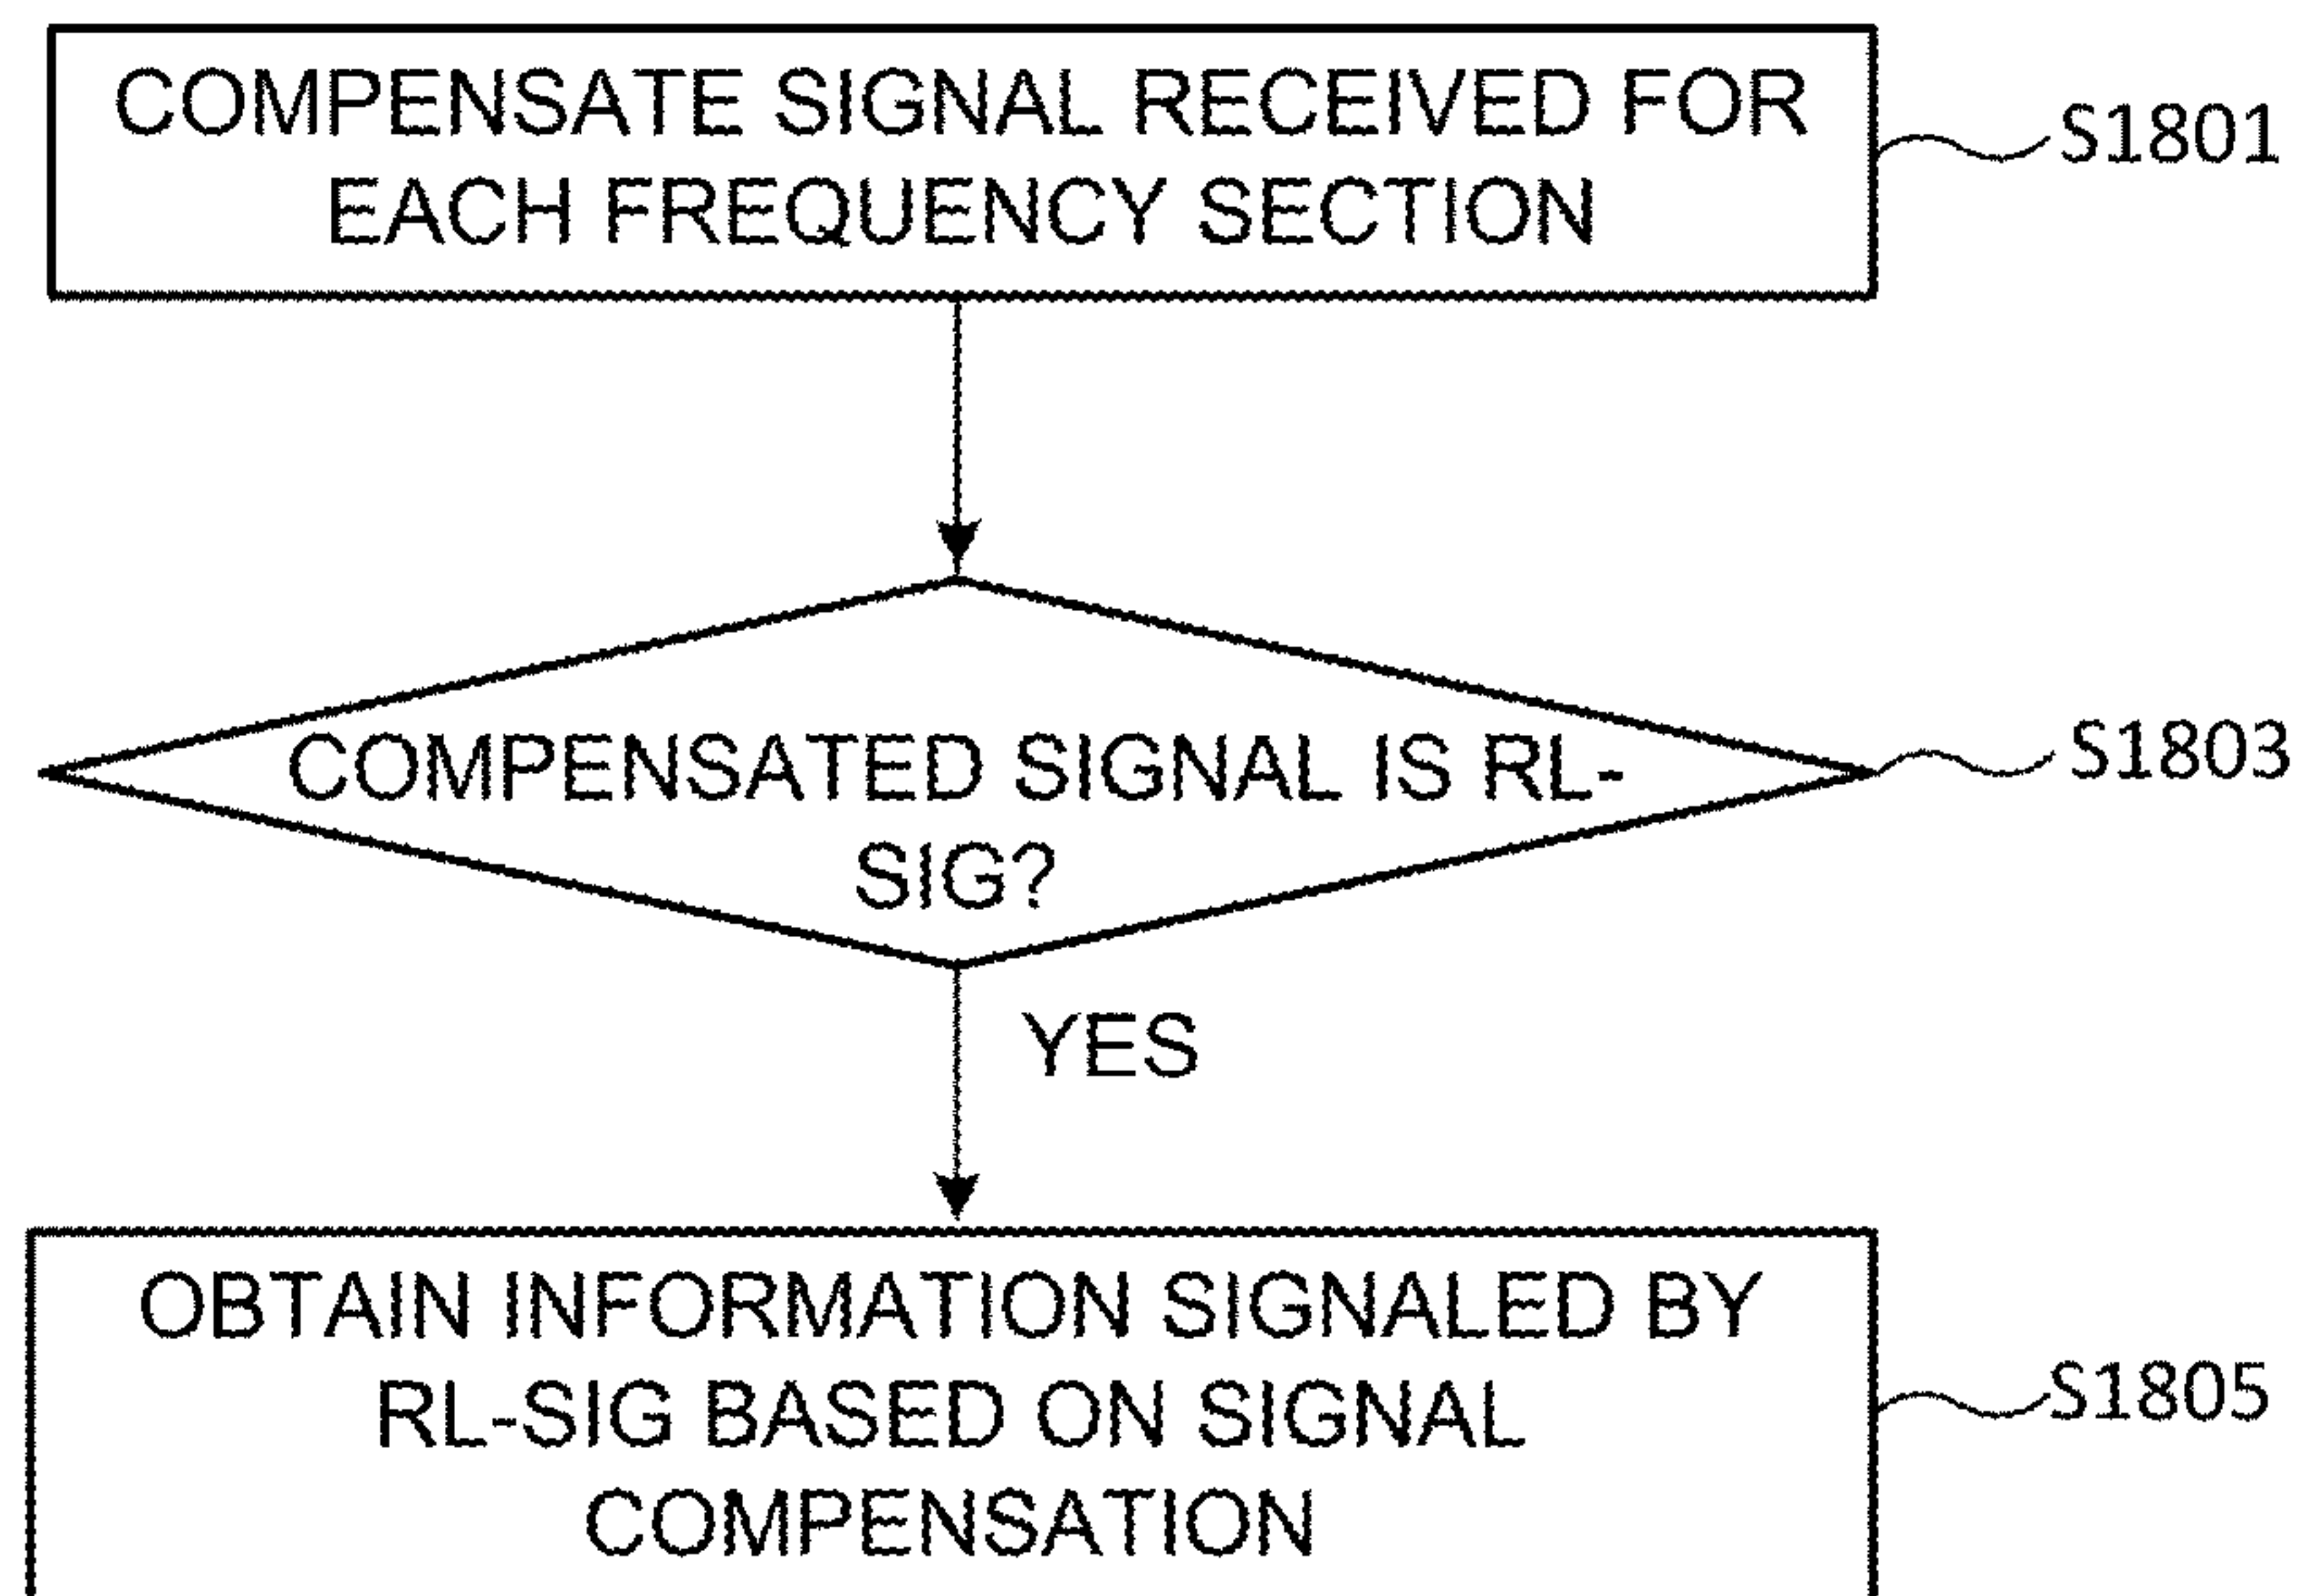 COMPENSATE SIGNAL RECEIVED FOR
EACH FREQUENCY SECTION
S1801
COMPENSATED SIGNAL IS RL-
SIG?
S1803
YES
OBTAIN INFORMATION SIGNALED BY
RL-SIG BASED ON SIGNAL
COMPENSATION
S1805